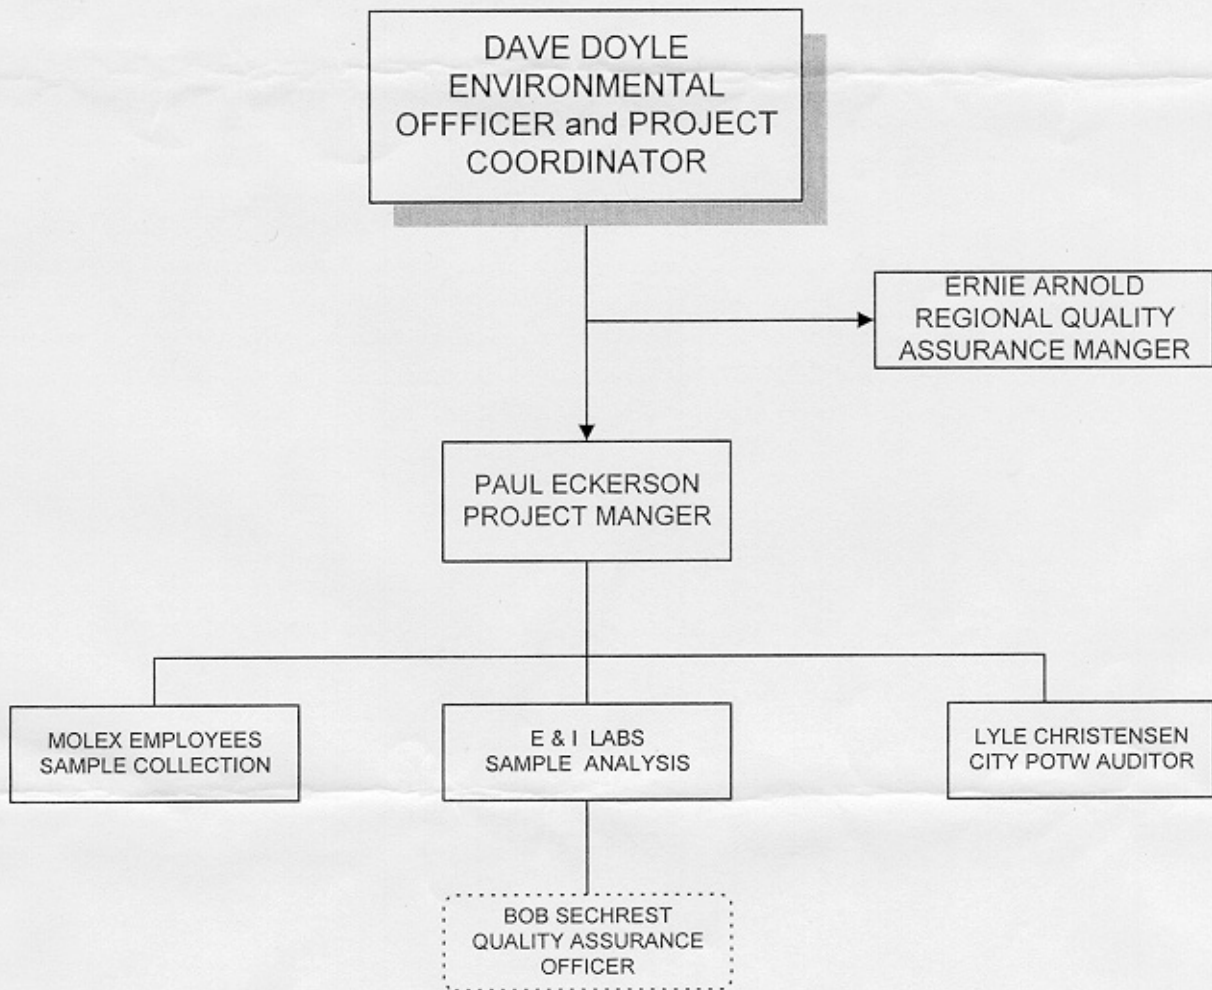 DAVE DOYLE
ENVIRONMENTAL
OFFFICER and PROJECT
COORDINATOR
ERNIE ARNOLD
REGIONAL QUALITY
ASSURANCE MANGER
PAUL ECKERSON
PROJECT MANGER
MOLEX EMPLOYEES
SAMPLE COLLECTION
E & I LABS
SAMPLE ANALYSIS
LYLE CHRISTENSEN
CITY POTW AUDITOR
BOB SECHREST
QUALITY ASSURANCE
OFFICER